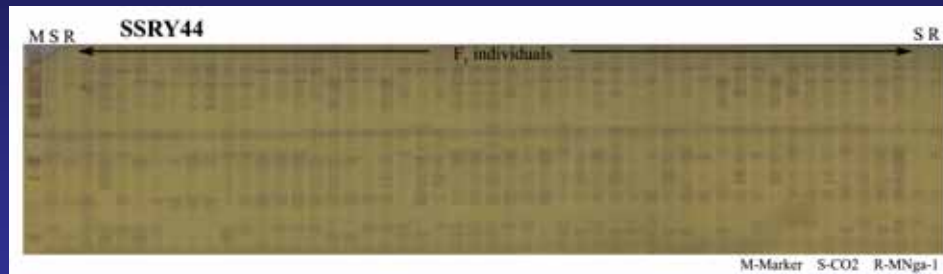 SSRY44
M S R
S R
F₁ individuals
M-Marker S-CO2 R-MNga-1